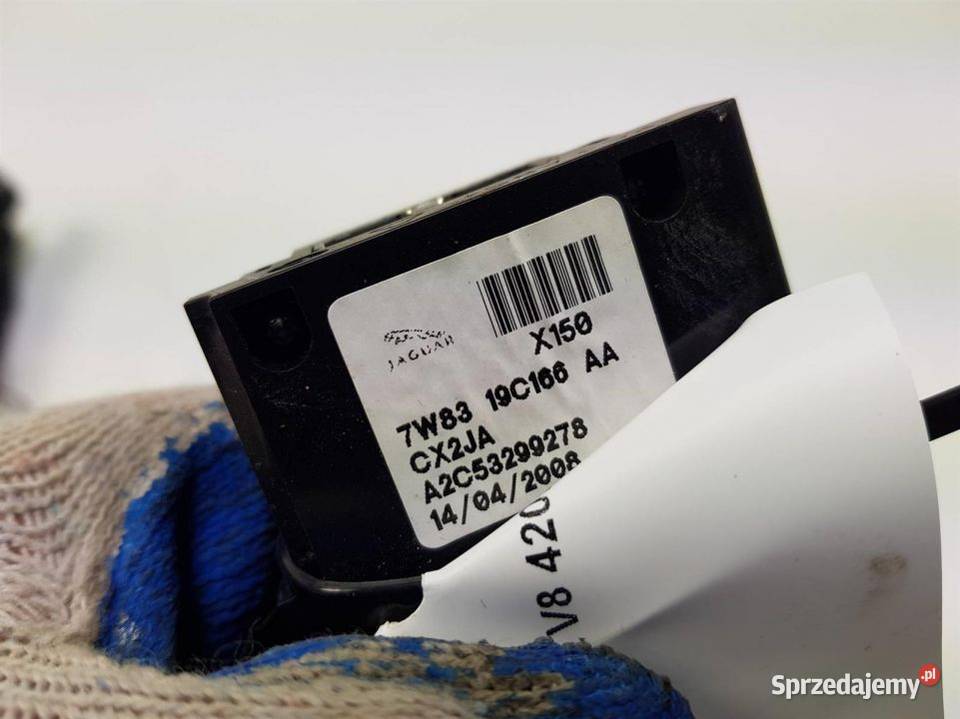 JAGUAR
X150
7W83 19C166 AA
CX2JA
A2C53299278
14/04/2008
V8 420
Sprzedajemy.pl